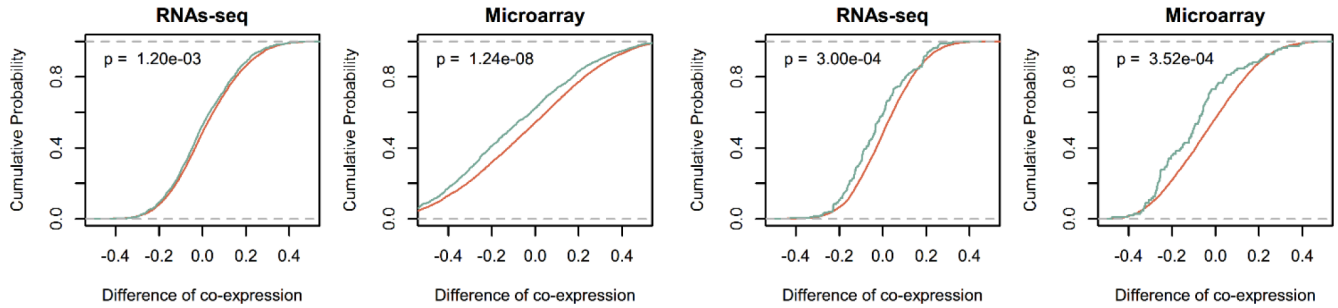 RNAs-seq
Cumulative Probability
0.0 0.4 0.8
p = 1.20e-03
-0.4 -0.2 0.0 0.2 0.4
Difference of co-expression
Microarray
Cumulative Probability
0.0 0.4 0.8
p = 1.24e-08
-0.4 -0.2 0.0 0.2 0.4
Difference of co-expression
RNAs-seq
Cumulative Probability
0.0 0.4 0.8
p = 3.00e-04
-0.4 -0.2 0.0 0.2 0.4
Difference of co-expression
Microarray
Cumulative Probability
0.0 0.4 0.8
p = 3.52e-04
-0.4 -0.2 0.0 0.2 0.4
Difference of co-expression